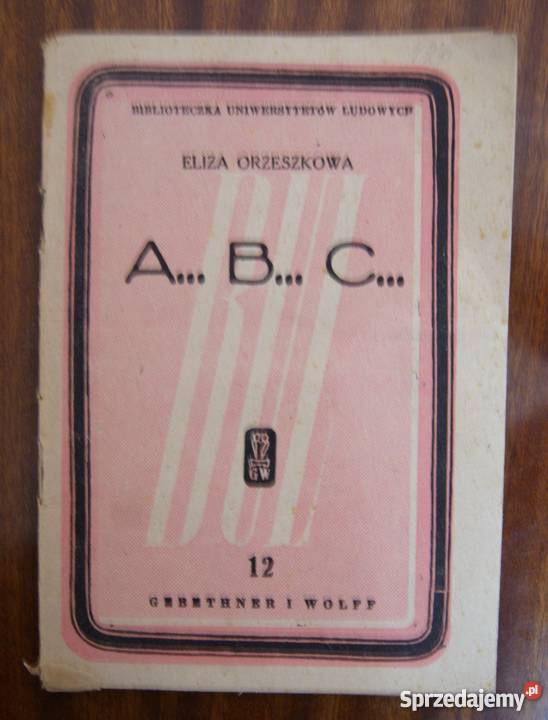 BIBLIOTECZKA UNIWERSYTETÓW LUDOWYCH
ELIZA ORZESZKOWA
A... B... C...
BUL
GW
12
GEBETHNER I WOLFF
Sprzedajemy.pl